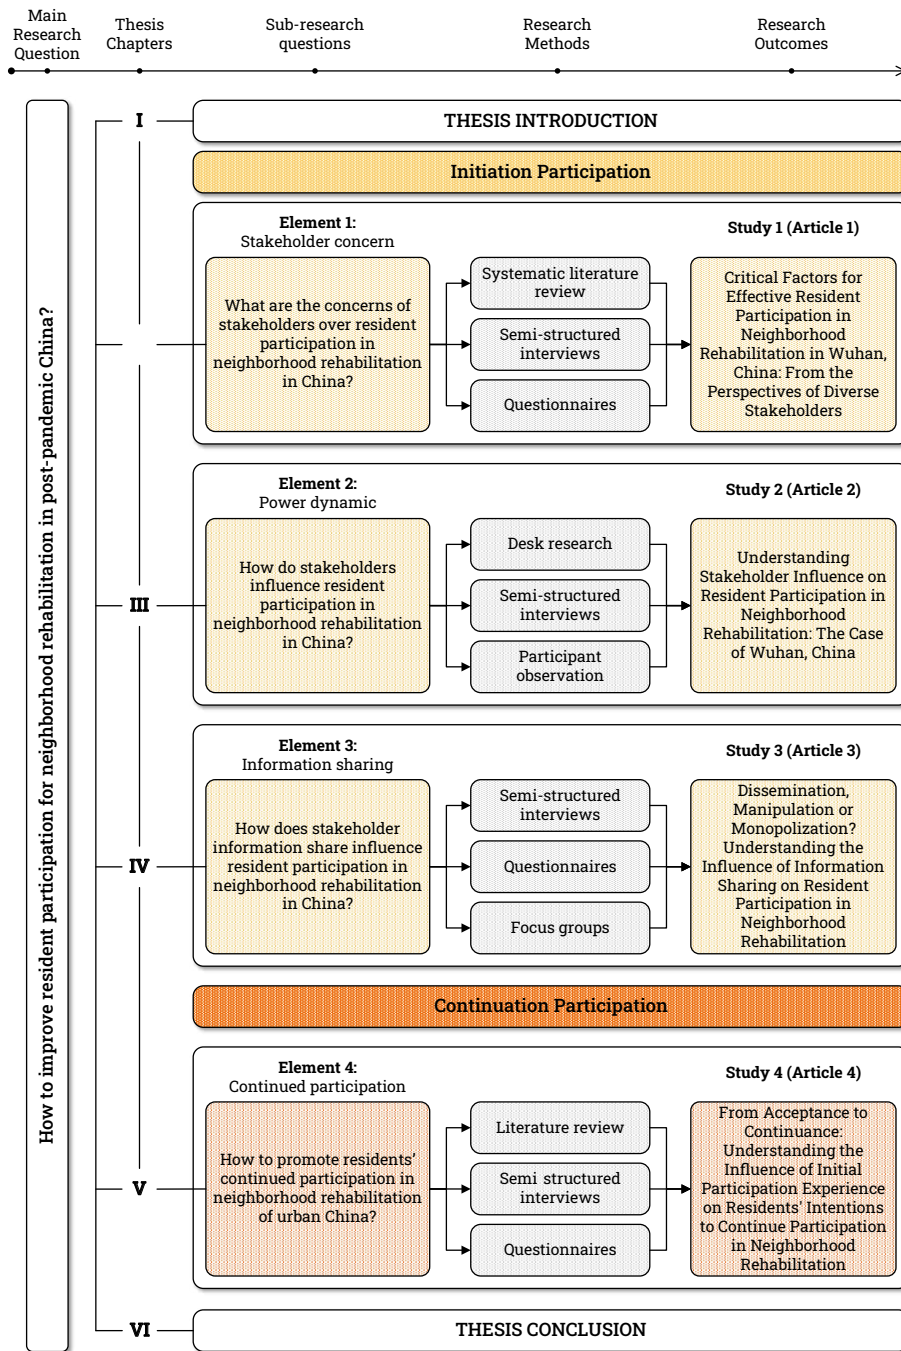 Main
Research
Question
Thesis
Chapters
Sub-research
questions
Research
Methods
Research
Outcomes
How to improve resident participation for neighborhood rehabilitation in post-pandemic China?
I
THESIS INTRODUCTION
Initiation Participation
Element 1:
Stakeholder concern
Study 1 (Article 1)
What are the concerns of
stakeholders over resident
participation in
neighborhood rehabilitation
in China?
Systematic literature
review
Semi-structured
interviews
Questionnaires
Critical Factors for
Effective Resident
Participation in
Neighborhood
Rehabilitation in Wuhan,
China: From the
Perspectives of Diverse
Stakeholders
Element 2:
Power dynamic
Study 2 (Article 2)
III
How do stakeholders
influence resident
participation in
neighborhood rehabilitation
in China?
Desk research
Semi-structured
interviews
Participant
observation
Understanding
Stakeholder Influence on
Resident Participation in
Neighborhood
Rehabilitation: The Case
of Wuhan, China
Element 3:
Information sharing
Study 3 (Article 3)
IV
How does stakeholder
information share influence
resident participation in
neighborhood rehabilitation
in China?
Semi-structured
interviews
Questionnaires
Focus groups
Dissemination,
Manipulation or
Monopolization?
Understanding the
Influence of Information
Sharing on Resident
Participation in
Neighborhood
Rehabilitation
Continuation Participation
Element 4:
Continued participation
Study 4 (Article 4)
V
How to promote residents’
continued participation in
neighborhood rehabilitation
of urban China?
Literature review
Semi structured
interviews
Questionnaires
From Acceptance to
Continuance:
Understanding the
Influence of Initial
Participation Experience
on Residents' Intentions
to Continue Participation
in Neighborhood
Rehabilitation
VI
THESIS CONCLUSION